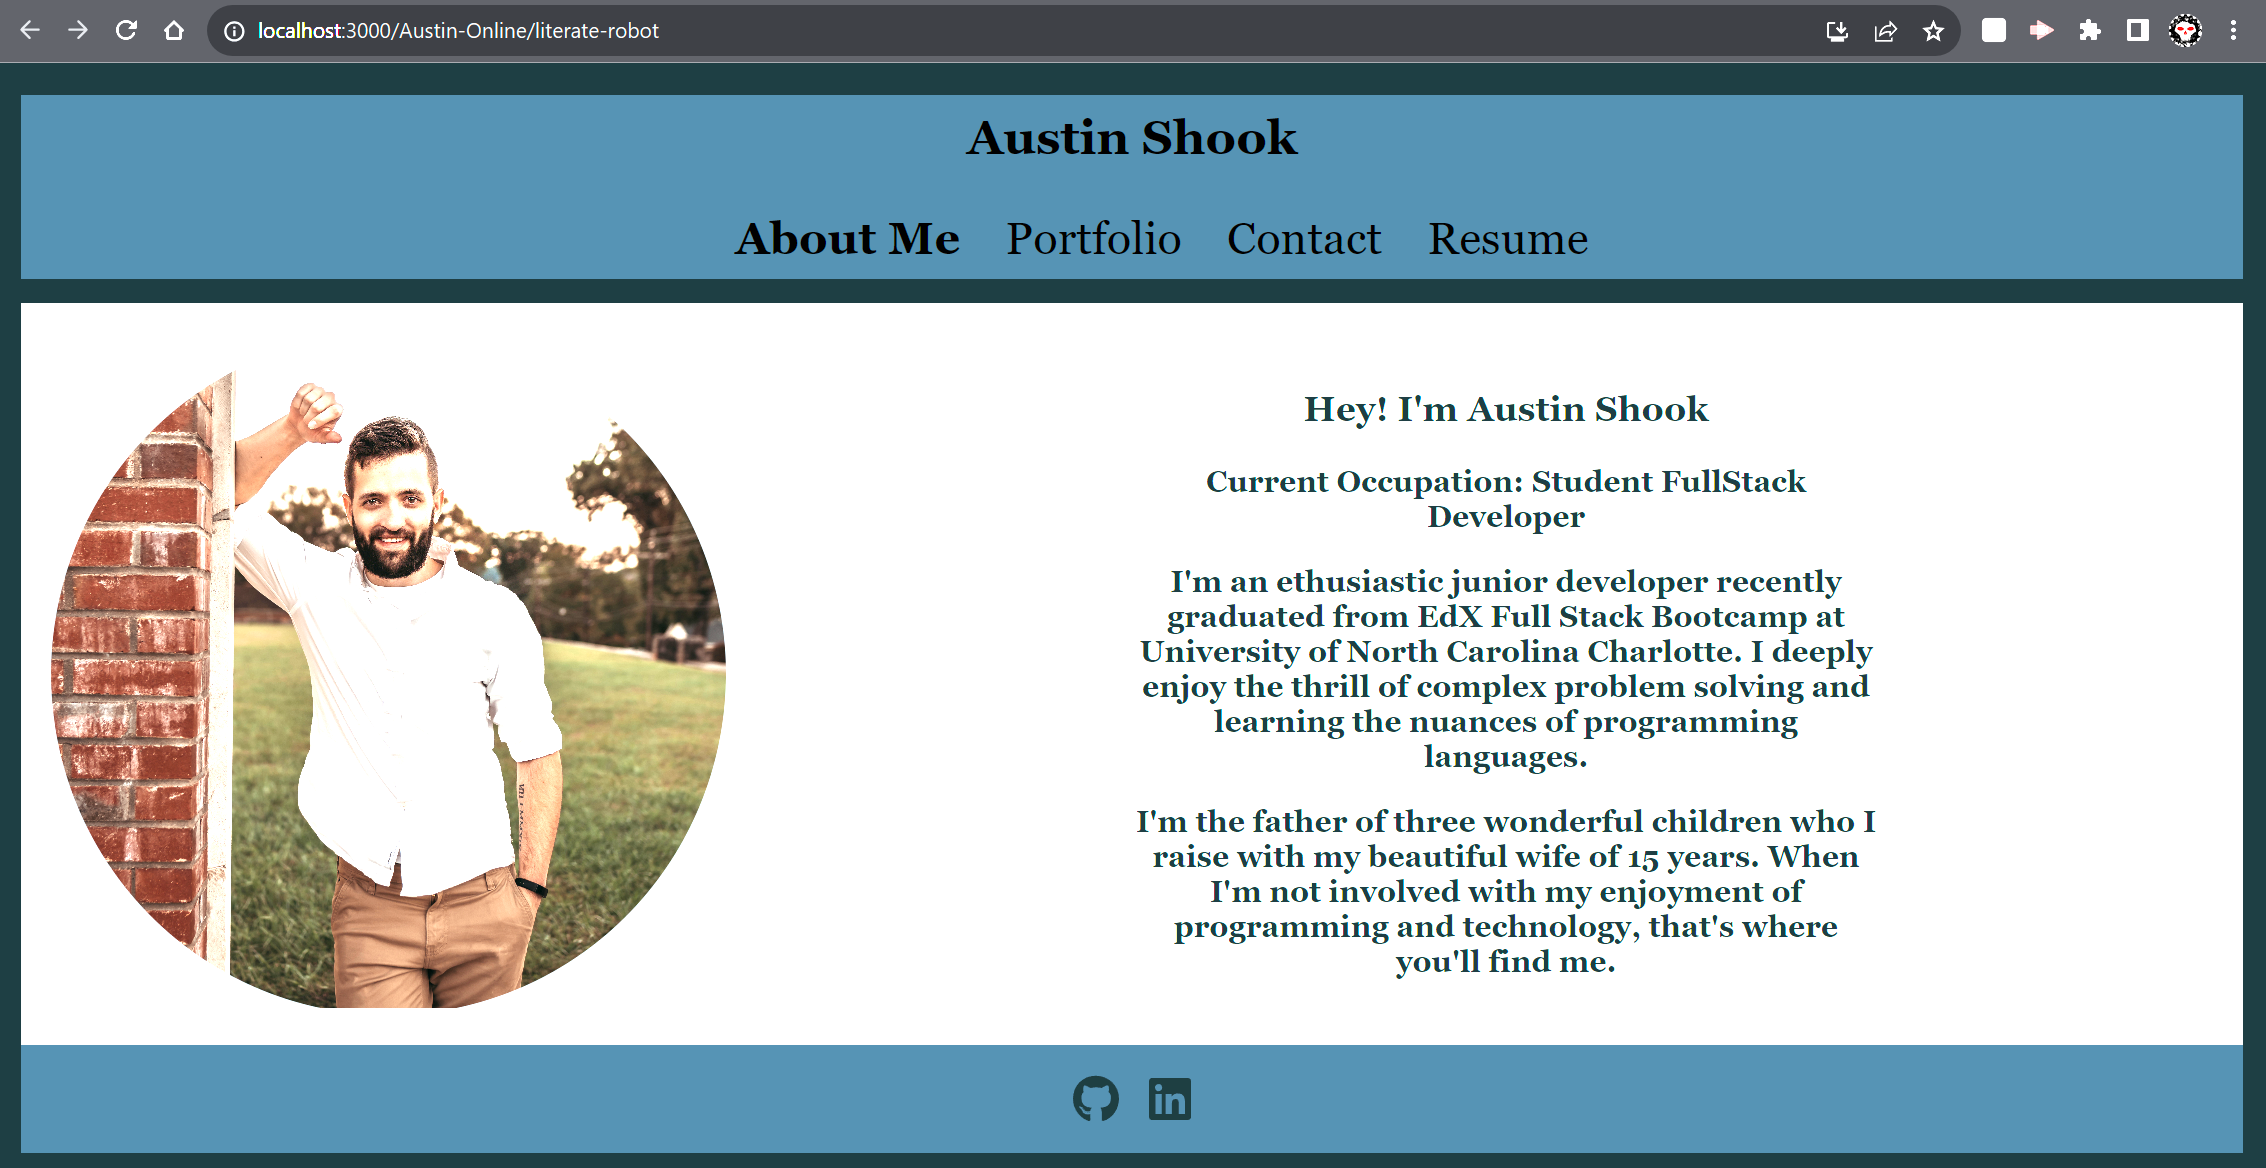 localhost:3000/Austin-Online/literate-robot
Austin Shook
About Me Portfolio Contact Resume
Hey! I'm Austin Shook
Current Occupation: Student FullStack
Developer
I'm an ethusiastic junior developer recently
graduated from EdX Full Stack Bootcamp at
University of North Carolina Charlotte. I deeply
enjoy the thrill of complex problem solving and
learning the nuances of programming
languages.
I'm the father of three wonderful children who I
raise with my beautiful wife of 15 years. When
I'm not involved with my enjoyment of
programming and technology, that's where
you'll find me.
in